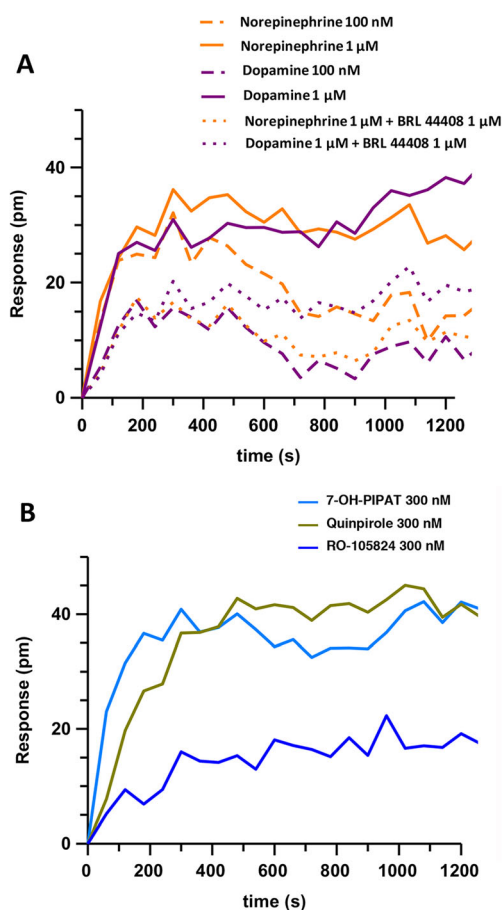 A
Norepinephrine 100 nM
Norepinephrine 1 µM
Dopamine 100 nM
Dopamine 1 µM
Norepinephrine 1 µM + BRL 44408 1 µM
Dopamine 1 µM + BRL 44408 1 µM
Response (pm)
40
20
0
0 200 400 600 800 1000 1200
time (s)
B
7-OH-PIPAT 300 nM
Quinpirole 300 nM
RO-105824 300 nM
Response (pm)
40
20
0
0 200 400 600 800 1000 1200
time (s)